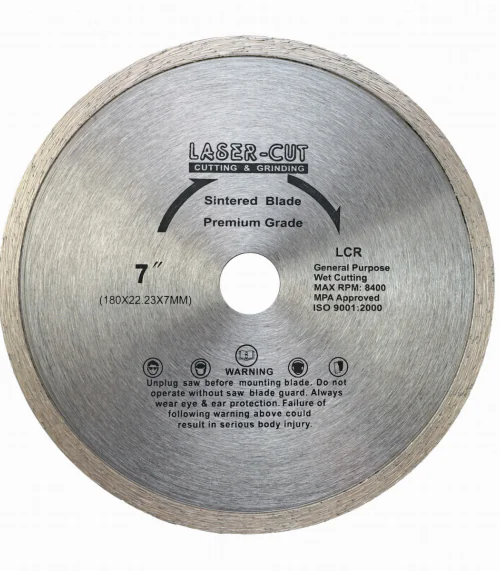 LASER-CUT
CUTTING & GRINDING
Sintered Blade
Premium Grade
7"
(180X22.23X7MM)
LCR
General Purpose
Wet Cutting
MAX RPM: 8400
MPA Approved
ISO 9001:2000
WARNING
Unplug saw before mounting blade. Do not
operate without saw blade guard. Always
wear eye & ear protection. Failure of
following warning above could
result in serious body injury.